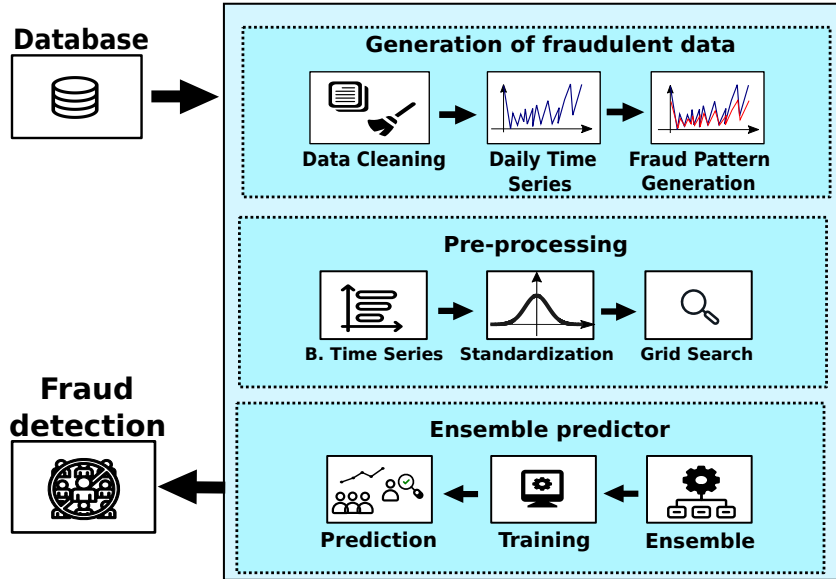 Database
Generation of fraudulent data
Data Cleaning
Daily Time
Series
Fraud Pattern
Generation
Pre-processing
B. Time Series
Standardization
Grid Search
Fraud
detection
Ensemble predictor
Prediction
Training
Ensemble